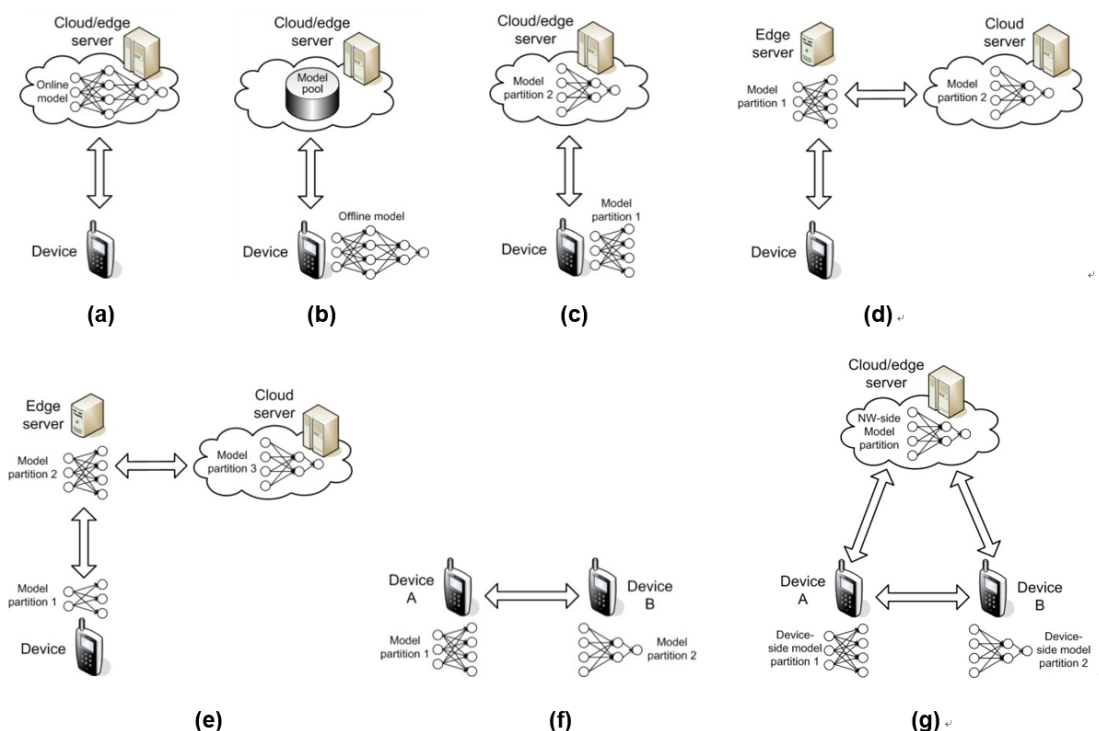 Cloud/edge
server
Online
model
Device
(a)
Cloud/edge
server
Model
pool
Offline model
Device
(b)
Cloud/edge
server
Model
partition 2
Model
partition 1
Device
(c)
Edge
server
Model
partition 1
Cloud
server
Model
partition 2
Device
(d)
Edge
server
Model
partition 2
Cloud
server
Model
partition 3
Model
partition 1
Device
(e)
Device
A
Device
B
Model
partition 1
Model
partition 2
(f)
Cloud/edge
server
NW-side
Model
partition
Device
A
Device
B
Device-
side model
partition 1
Device-
side model
partition 2
(g)